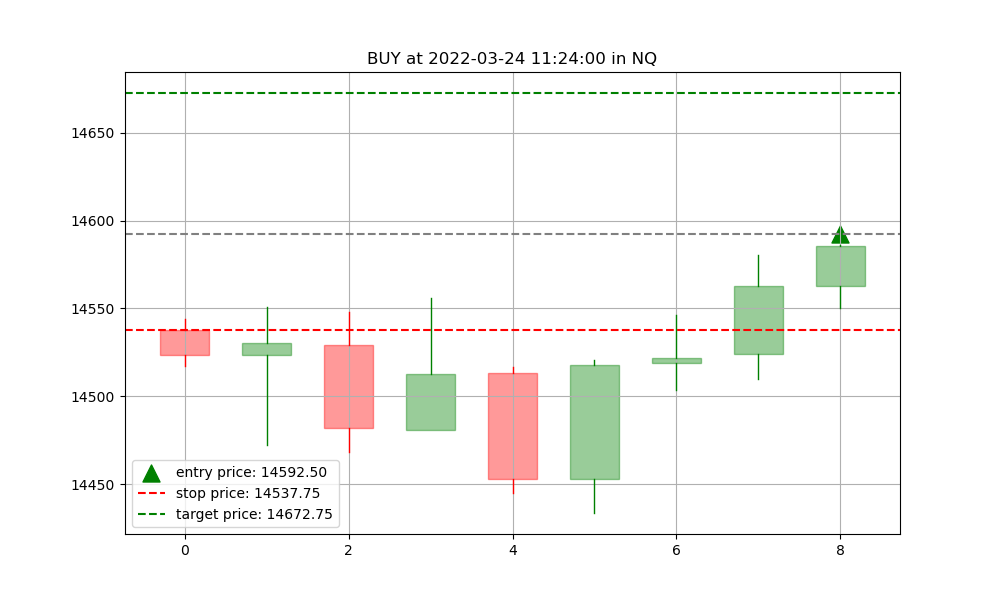 BUY at 2022-03-24 11:24:00 in NQ
14650
14600
14550
14500
14450
entry price: 14592.50
stop price: 14537.75
target price: 14672.75
0 2 4 6 8